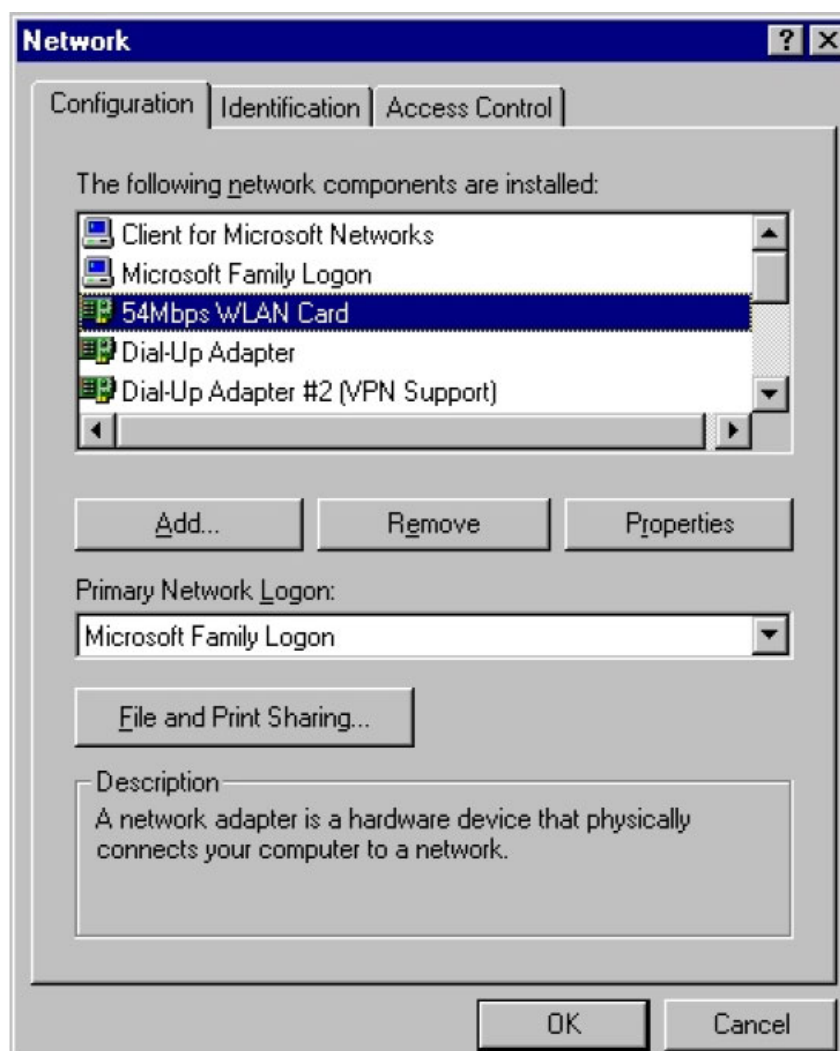 Network
Configuration
Identification
Access Control
The following network components are installed:
Client for Microsoft Networks
Microsoft Family Logon
54Mbps WLAN Card
Dial-Up Adapter
Dial-Up Adapter #2 (VPN Support)
Add...
Remove
Properties
Primary Network Logon:
Microsoft Family Logon
File and Print Sharing...
Description
A network adapter is a hardware device that physically
connects your computer to a network.
OK
Cancel